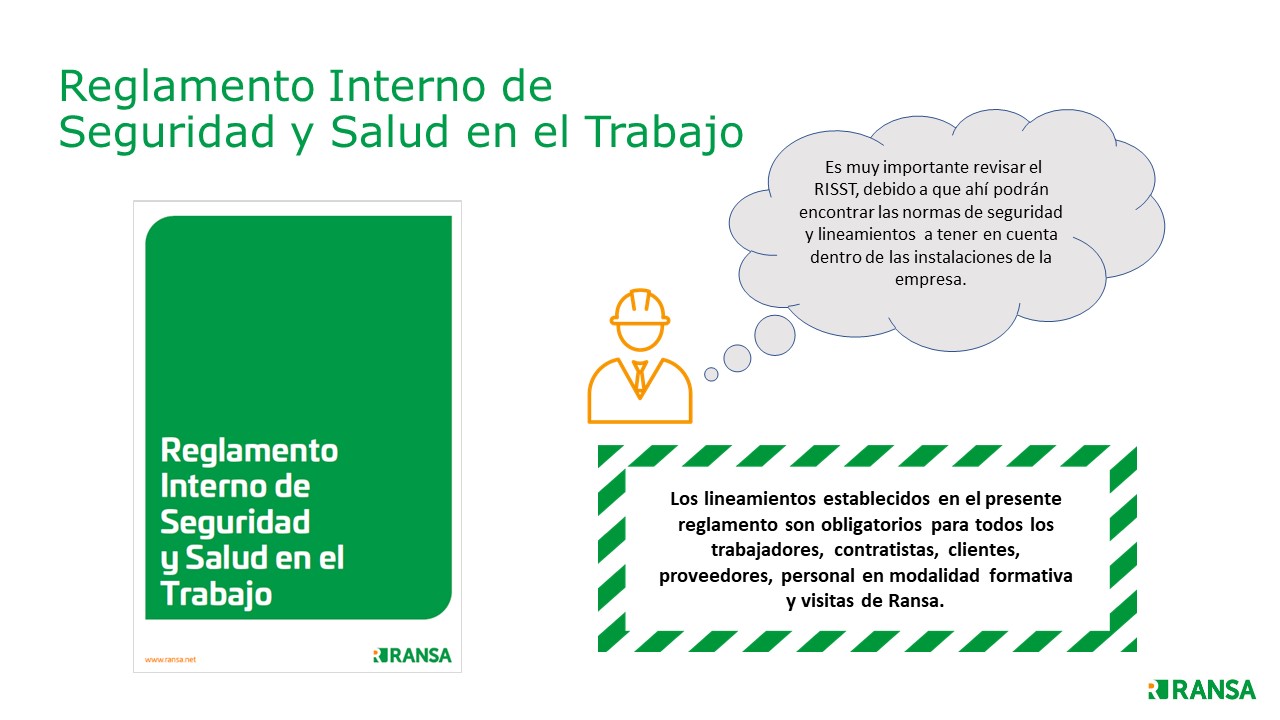 Reglamento Interno de
Seguridad y Salud en el Trabajo
Es muy importante revisar el
RISST, debido a que ahí podrán
encontrar las normas de seguridad
y lineamientos a tener en cuenta
dentro de las instalaciones de la
empresa.
Reglamento
Interno de
Seguridad
y Salud en el
Trabajo
www.ransa.net
RANSA
Los lineamientos establecidos en el presente
reglamento son obligatorios para todos los
trabajadores, contratistas, clientes,
proveedores, personal en modalidad formativa
y visitas de Ransa.
RANSA